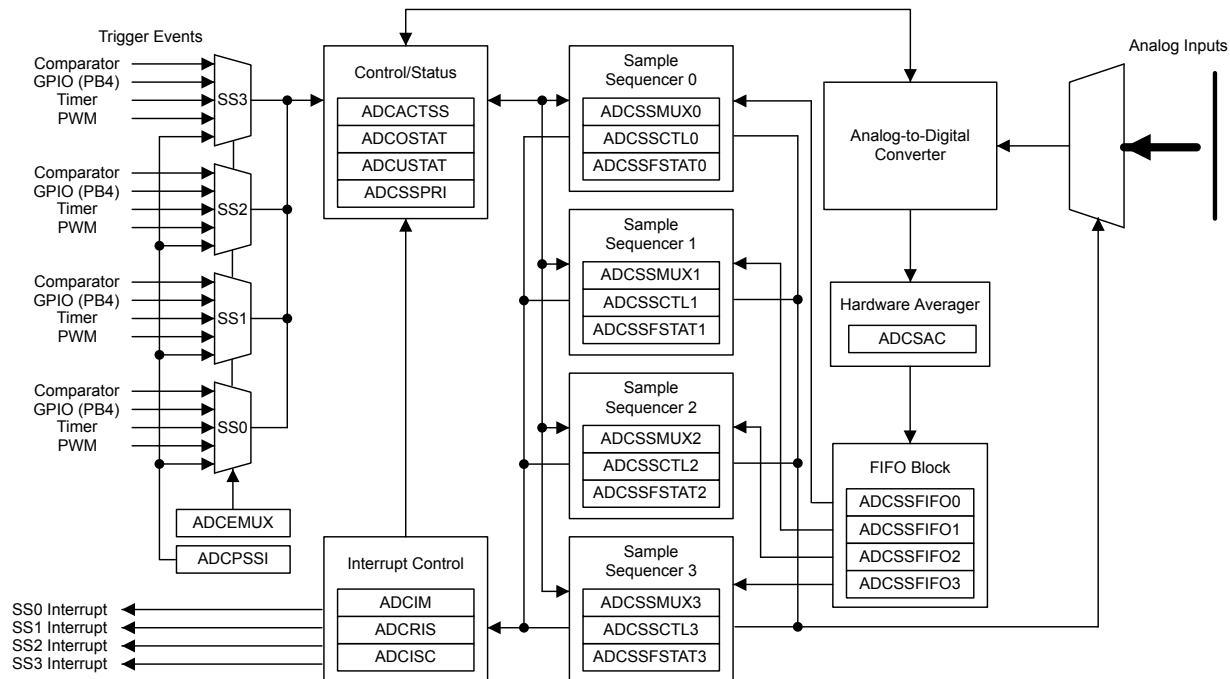 Trigger Events
Comparator
GPIO (PB4)
Timer
PWM
SS3
Comparator
GPIO (PB4)
Timer
PWM
SS2
Comparator
GPIO (PB4)
Timer
PWM
SS1
Comparator
GPIO (PB4)
Timer
PWM
SS0
ADCEMUX
ADCPSSI
SS0 Interrupt
SS1 Interrupt
SS2 Interrupt
SS3 Interrupt
Control/Status
ADCACTSS
ADCOSTAT
ADCUSTAT
ADCSSPRI
Interrupt Control
ADCIM
ADCRIS
ADCISC
Sample
Sequencer 0
ADCSSMUX0
ADCSSCTL0
ADCSSFSTAT0
Sample
Sequencer 1
ADCSSMUX1
ADCSSCTL1
ADCSSFSTAT1
Sample
Sequencer 2
ADCSSMUX2
ADCSSCTL2
ADCSSFSTAT2
Sample
Sequencer 3
ADCSSMUX3
ADCSSCTL3
ADCSSFSTAT3
Analog-to-Digital
Converter
Hardware Averager
ADCSAC
FIFO Block
ADCSSFIFO0
ADCSSFIFO1
ADCSSFIFO2
ADCSSFIFO3
Analog Inputs